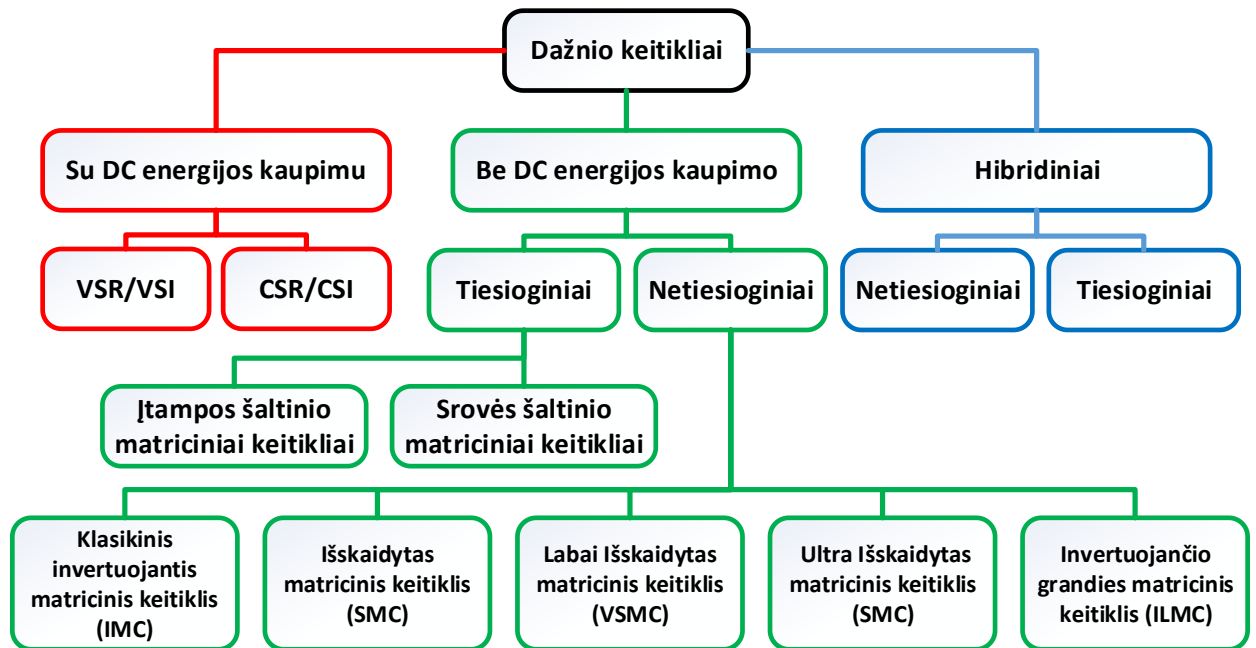 Dažnio keitikliai
Su DC energijos kaupimu
Be DC energijos kaupimo
Hibridiniai
VSR/VSI
CSR/CSI
Tiesioginiai
Netiesioginiai
Netiesioginiai
Tiesioginiai
Įtampos šaltinio
matriciniai keitikliai
Srovės šaltinio
matriciniai keitikliai
Klasikinis
invertuojantis
matricinis keitiklis
(IMC)
Išskaidytas
matricinis keitiklis
(SMC)
Labai Išskaidytas
matricinis keitiklis
(VSMC)
Ultra Išskaidytas
matricinis keitiklis
(SMC)
Invertuojančio
grandies matricinis
keitiklis (ILMC)